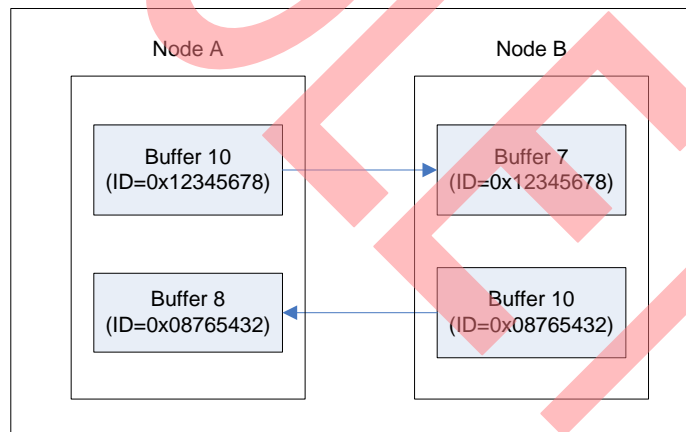 Node A
Node B
Buffer 10
(ID=0x12345678)
Buffer 7
(ID=0x12345678)
Buffer 8
(ID=0x08765432)
Buffer 10
(ID=0x08765432)